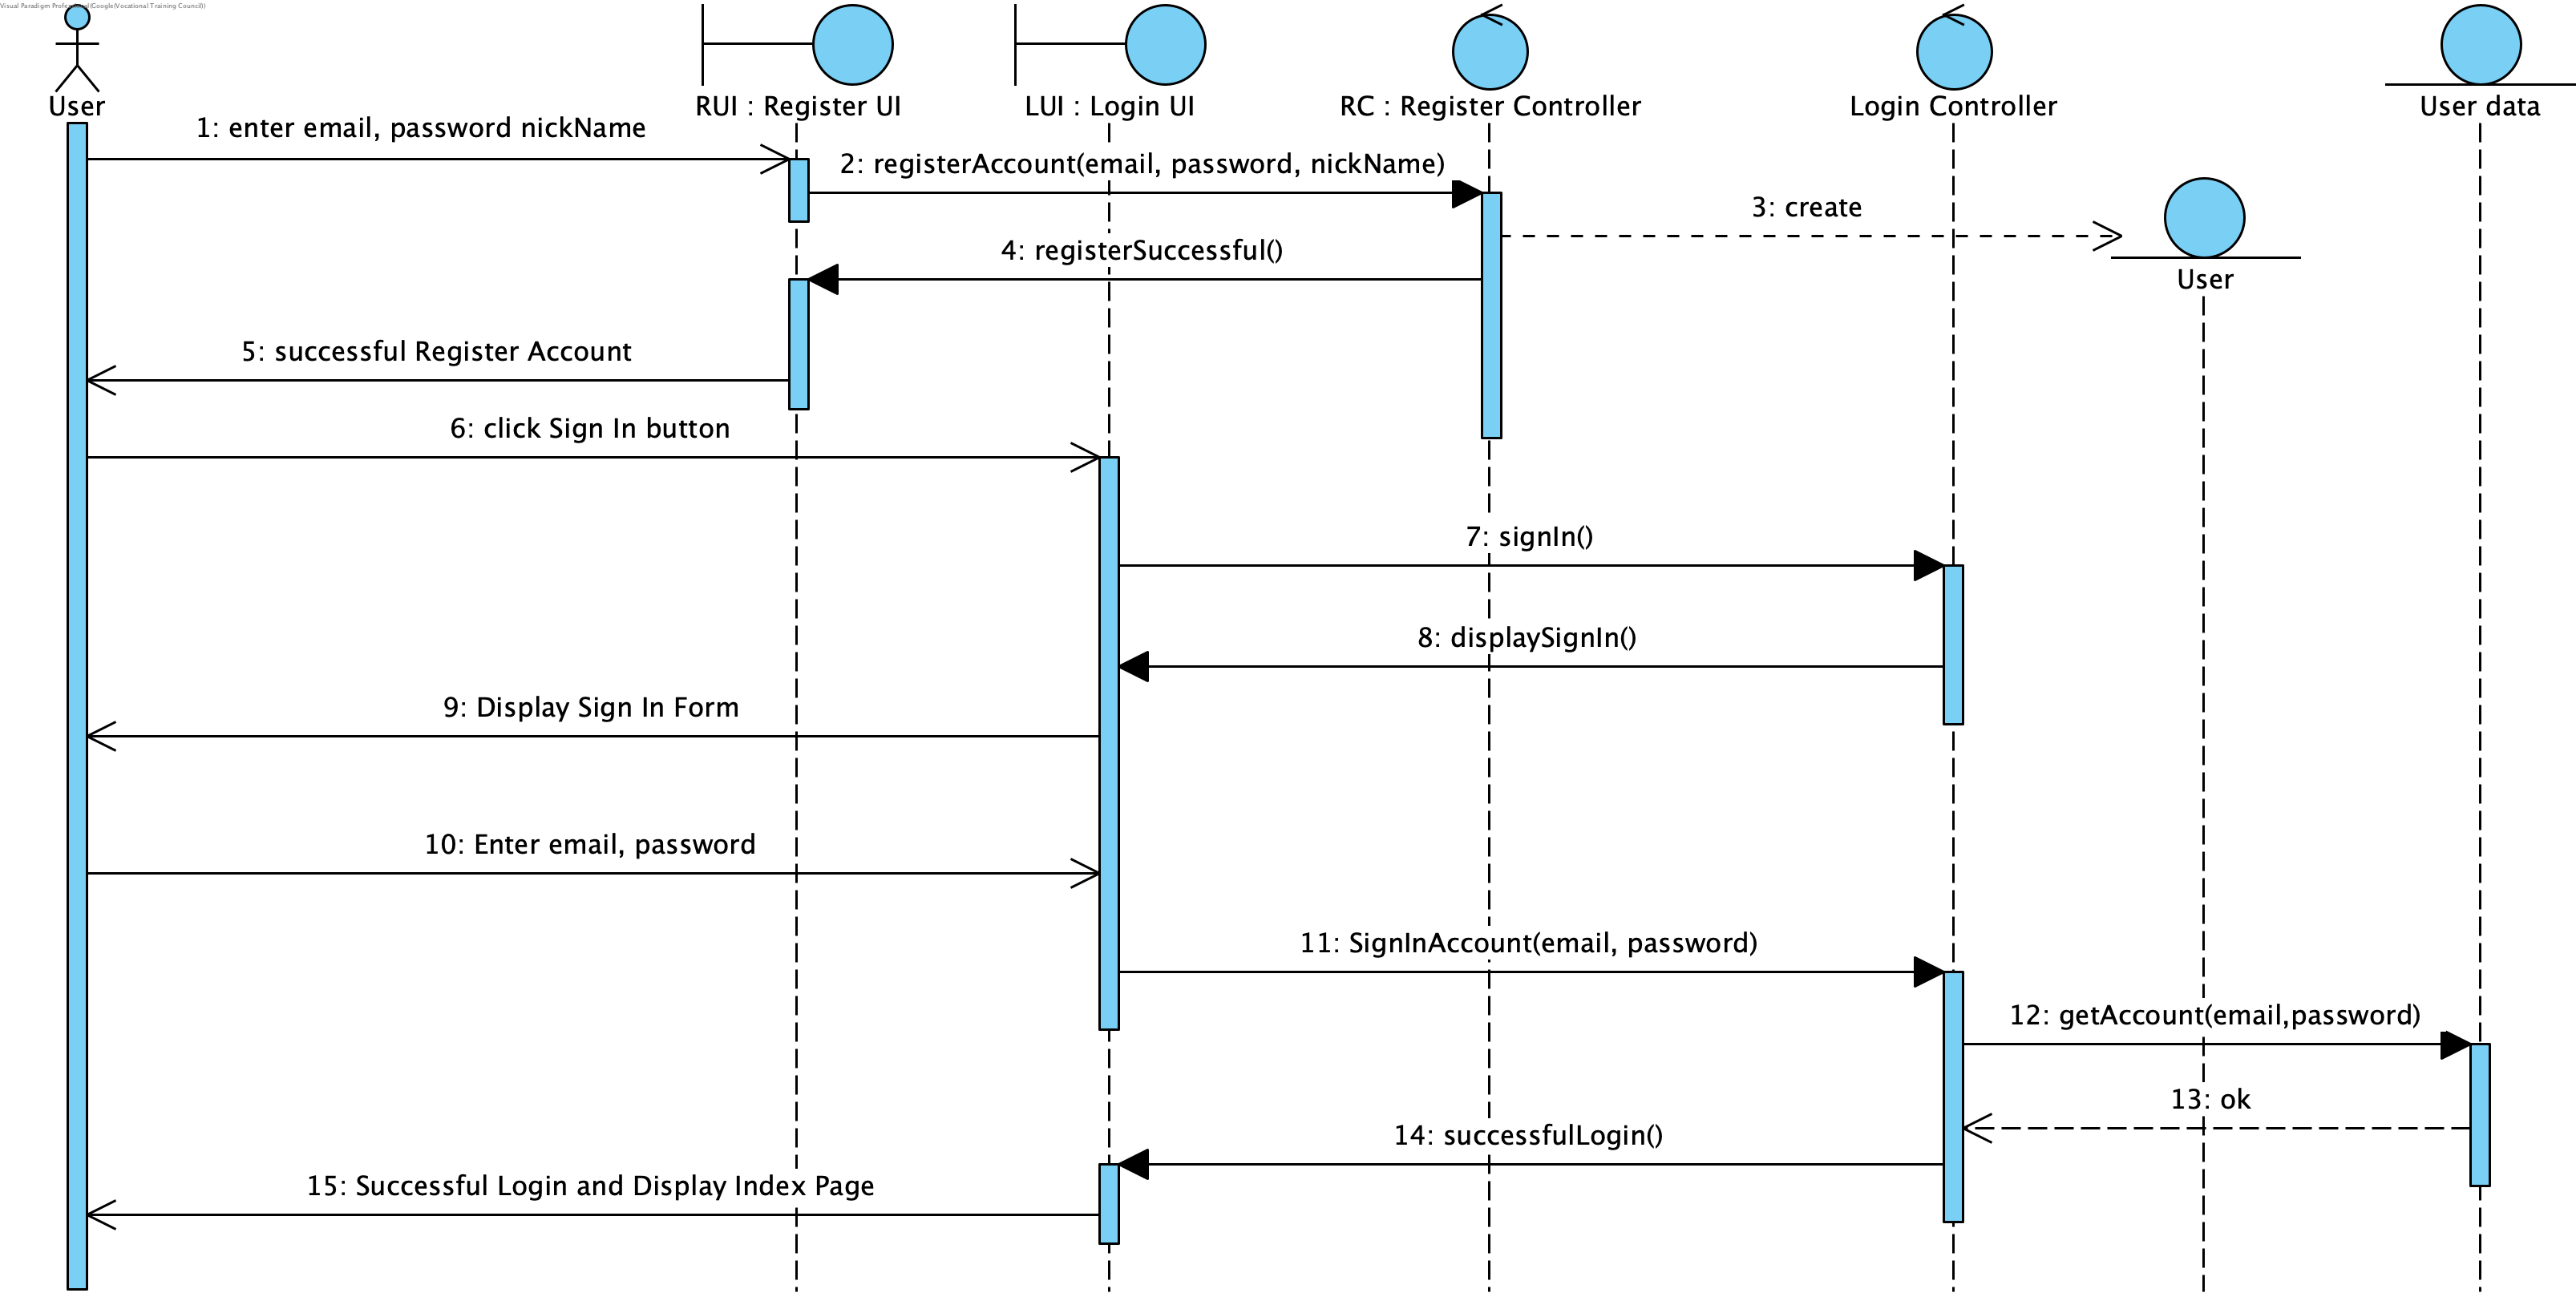 Visual Paradigm Professional(Google(Vocational Training Council))
User
RUI : Register UI
LUI : Login UI
RC : Register Controller
Login Controller
User data
1: enter email, password nickName
2: registerAccount(email, password, nickName)
3: create
4: registerSuccessful()
User
5: successful Register Account
6: click Sign In button
7: signIn()
8: displaySignIn()
9: Display Sign In Form
10: Enter email, password
11: SignInAccount(email, password)
12: getAccount(email,password)
13: ok
14: successfulLogin()
15: Successful Login and Display Index Page